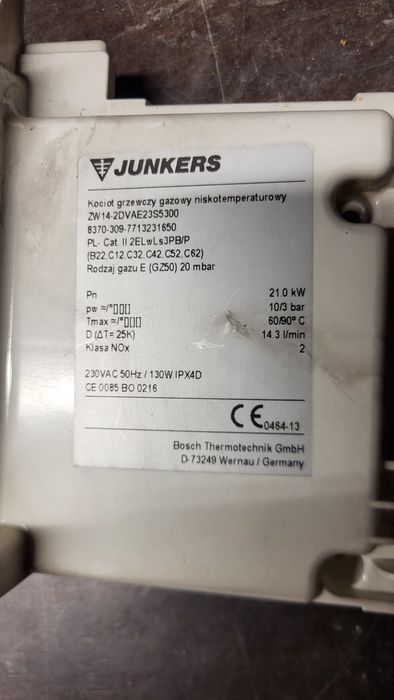 JUNKERS
Kocioł grzewczy gazowy niskotemperaturowy
ZW14-2DVAE23S5300
8370-309-7713231650
PL- Cat. II 2ELwLs3PB/P
(B22,C12,C32,C42,C52,C62)
Rodzaj gazu E (GZ50) 20 mbar
Pn 21.0 kW
pw ≈/°▯▯▯ 10/3 bar
Tmax ≈/°▯▯▯ 60/90° C
D (ΔT= 25K) 14.3 l/min
Klasa NOx 2
230VAC 50Hz / 130W IPX4D
CE 0085 BO 0216
CE 0464-13
Bosch Thermotechnik GmbH
D-73249 Wernau / Germany